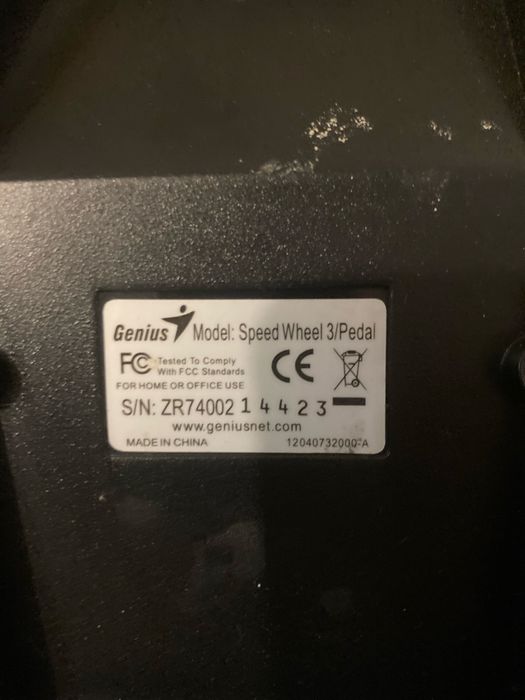 Genius Model: Speed Wheel 3/Pedal
FC Tested To Comply
With FCC Standards
CE
FOR HOME OR OFFICE USE
S/N: ZR74002 1 4 4 2 3
www.geniusnet.com
MADE IN CHINA 12040732000-A